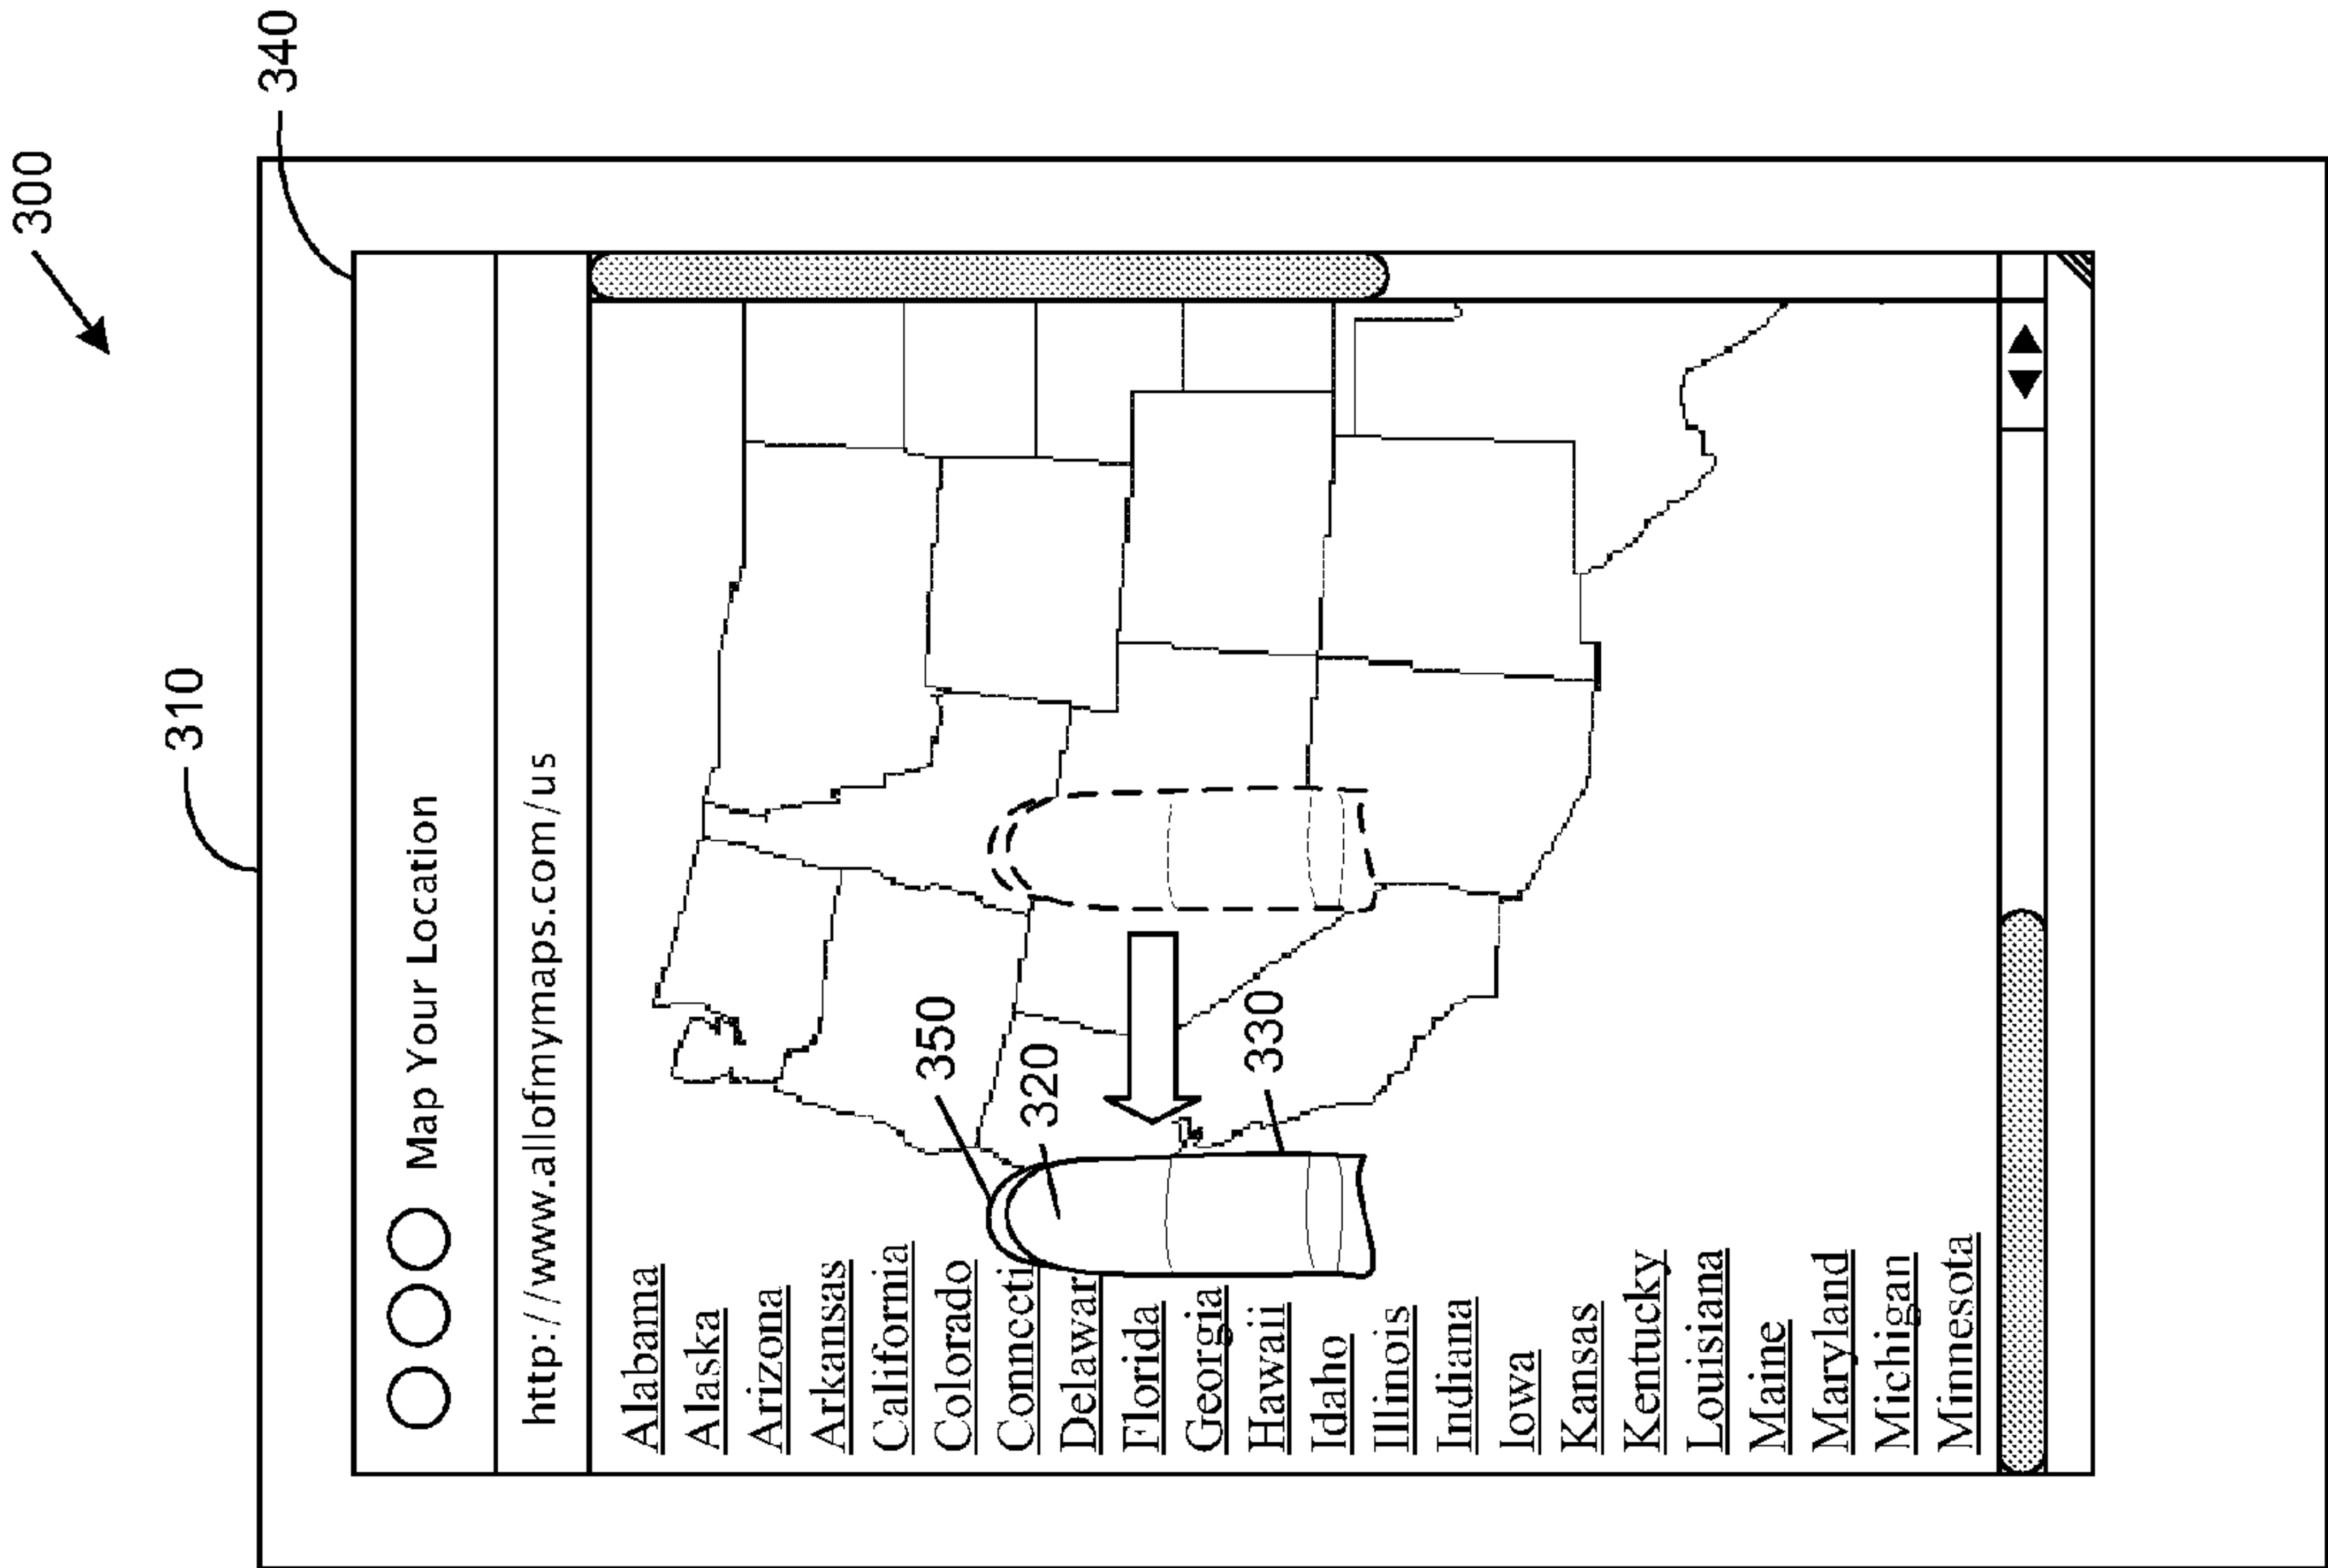 300
310
340
Map Your Location
http://www.allofmymaps.com/us
Alabama
Alaska
Arizona
Arkansas
California
Colorado
Connccti
Delawar
Florida
Georgia
Hawaii
Idaho
Illinois
Indiana
Iowa
Kansas
Kentucky
Louisiana
Maine
Maryland
Michigan
Minnesota
350
320
330